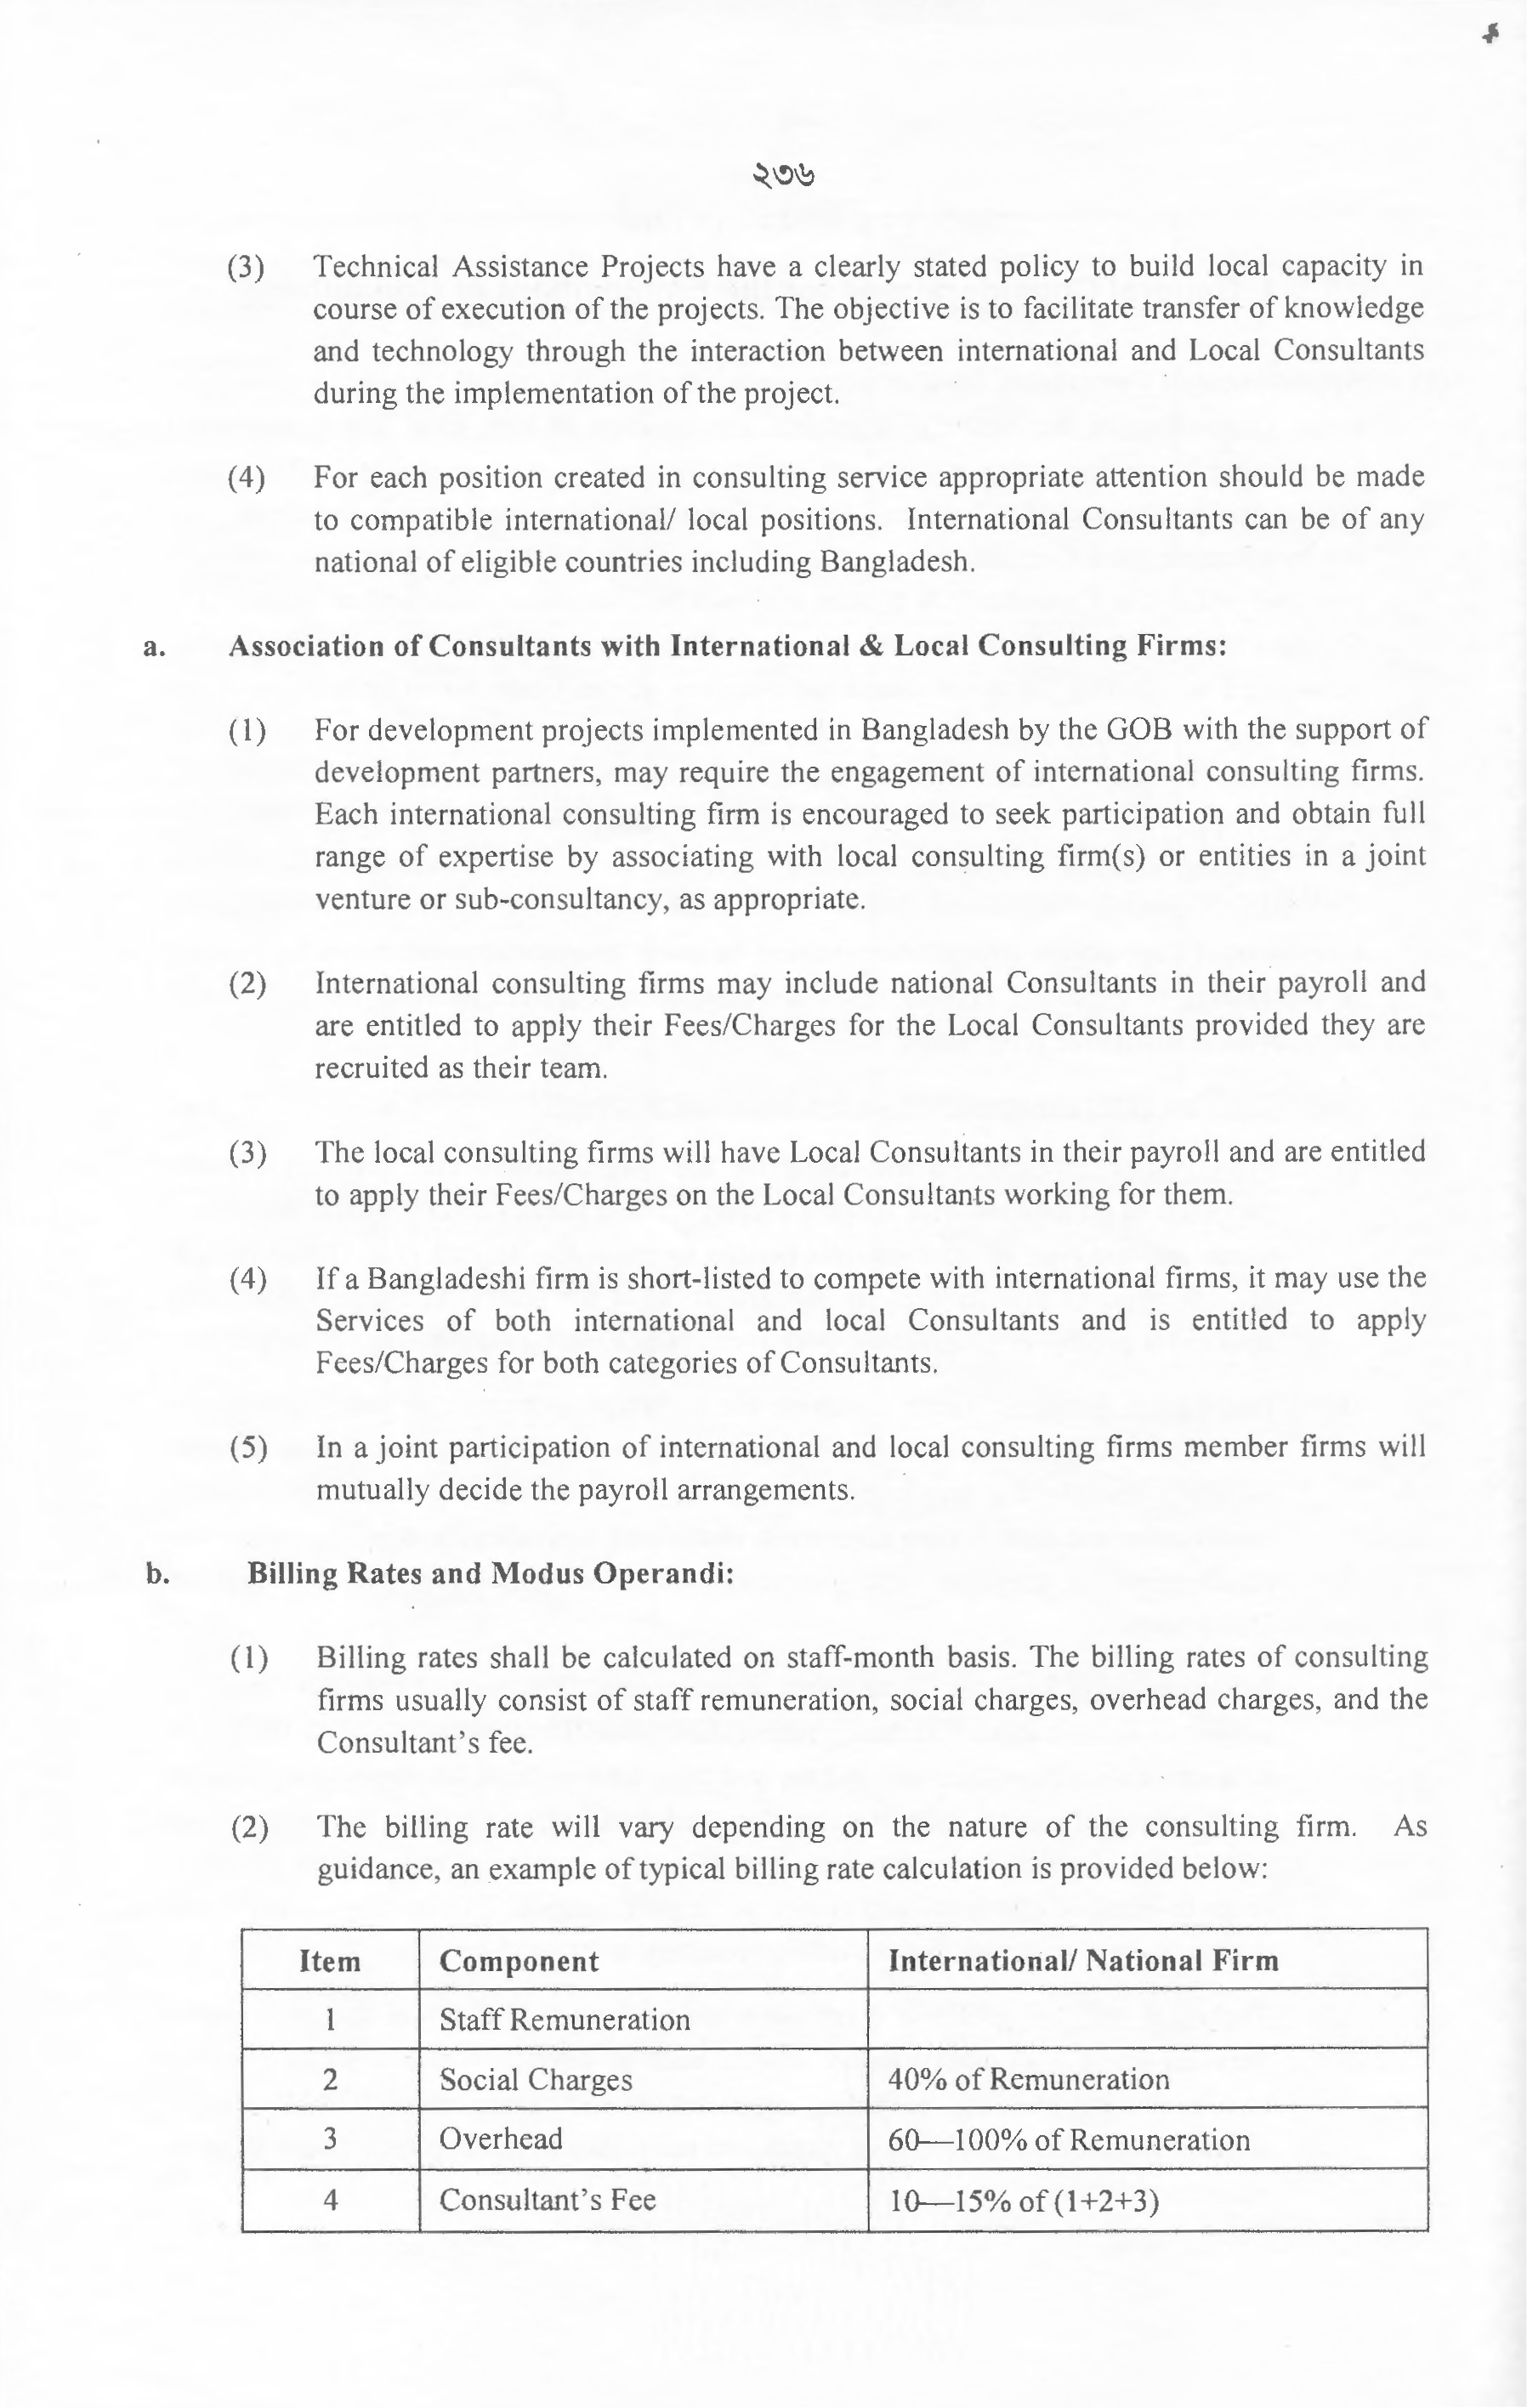 ২৩৬
(3) Technical Assistance Projects have a clearly stated policy to build local capacity in
course of execution of the projects. The objective is to facilitate transfer of knowledge
and technology through the interaction between international and Local Consultants
during the implementation of the project.
(4) For each position created in consulting service appropriate attention should be made
to compatible international/ local positions. International Consultants can be of any
national of eligible countries including Bangladesh.
a. Association of Consultants with International & Local Consulting Firms:
(1) For development projects implemented in Bangladesh by the GOB with the support of
development partners, may require the engagement of international consulting firms.
Each international consulting firm is encouraged to seek participation and obtain full
range of expertise by associating with local consulting firm(s) or entities in a joint
venture or sub-consultancy, as appropriate.
(2) International consulting firms may include national Consultants in their payroll and
are entitled to apply their Fees/Charges for the Local Consultants provided they are
recruited as their team.
(3) The local consulting firms will have Local Consultants in their payroll and are entitled
to apply their Fees/Charges on the Local Consultants working for them.
(4) If a Bangladeshi firm is short-listed to compete with international firms, it may use the
Services of both international and local Consultants and is entitled to apply
Fees/Charges for both categories of Consultants.
(5) In a joint participation of international and local consulting firms member firms will
mutually decide the payroll arrangements.
b. Billing Rates and Modus Operandi:
(1) Billing rates shall be calculated on staff-month basis. The billing rates of consulting
firms usually consist of staff remuneration, social charges, overhead charges, and the
Consultant's fee.
(2) The billing rate will vary depending on the nature of the consulting firm. As
guidance, an example of typical billing rate calculation is provided below:
Item Component International/ National Firm
1 Staff Remuneration
2 Social Charges 40% of Remuneration
3 Overhead 60—100% of Remuneration
4 Consultant's Fee 10—15% of (1+2+3)